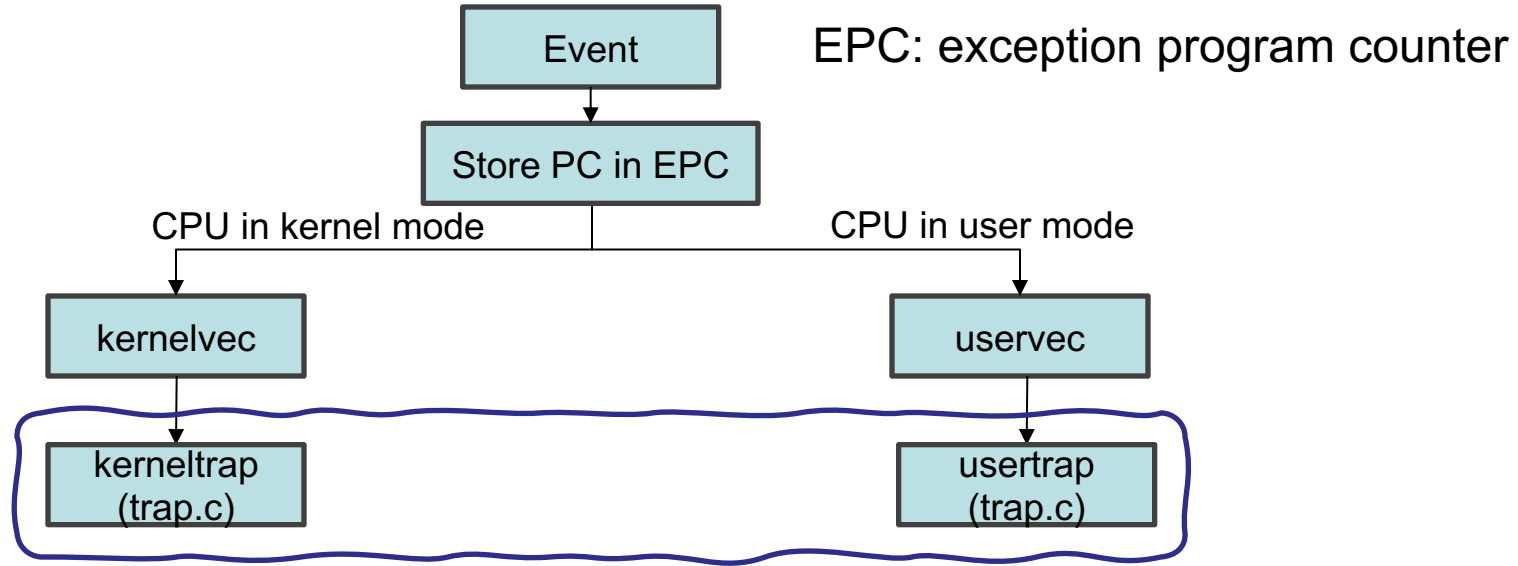 Event
EPC: exception program counter
Store PC in EPC
CPU in kernel mode
CPU in user mode
kernelvec
uservec
kerneltrap
(trap.c)
usertrap
(trap.c)